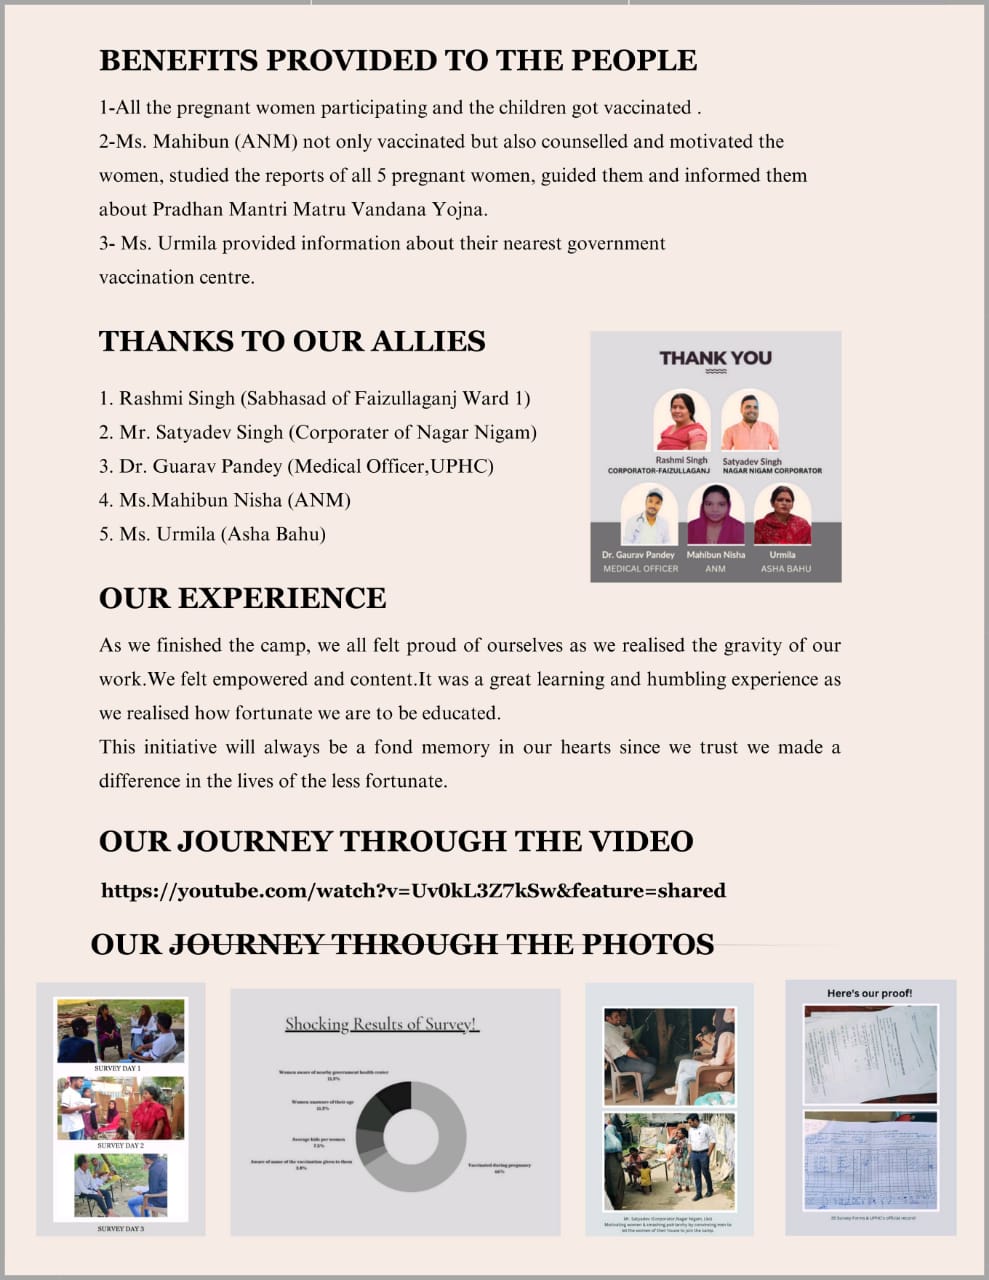 BENEFITS PROVIDED TO THE PEOPLE
1-All the pregnant women participating and the children got vaccinated .
2-Ms. Mahibun (ANM) not only vaccinated but also counselled and motivated the
women, studied the reports of all 5 pregnant women, guided them and informed them
about Pradhan Mantri Matru Vandana Yojna.
3- Ms. Urmila provided information about their nearest government
vaccination centre.
THANKS TO OUR ALLIES
1. Rashmi Singh (Sabhasad of Faizullaganj Ward 1)
2. Mr. Satyadev Singh (Corporater of Nagar Nigam)
3. Dr. Guarav Pandey (Medical Officer,UPHC)
4. Ms.Mahibun Nisha (ANM)
5. Ms. Urmila (Asha Bahu)
THANK YOU
Rashmi Singh
CORPORATOR-FAIZULLAGANJ
Satyadev Singh
NAGAR NIGAM CORPORATOR
Dr. Gaurav Pandey
MEDICAL OFFICER
Mahibun Nisha
ANM
Urmila
ASHA BAHU
OUR EXPERIENCE
As we finished the camp, we all felt proud of ourselves as we realised the gravity of our
work.We felt empowered and content.It was a great learning and humbling experience as
we realised how fortunate we are to be educated.
This initiative will always be a fond memory in our hearts since we trust we made a
difference in the lives of the less fortunate.
OUR JOURNEY THROUGH THE VIDEO
https://youtube.com/watch?v=Uv0kL3Z7kSw&feature=shared
OUR JOURNEY THROUGH THE PHOTOS
SURVEY DAY 1
SURVEY DAY 2
SURVEY DAY 3
Shocking Results of Survey!
Women aware of nearby government health center
Women unaware of their age
Average kids per women
Aware of name of the vaccination given to them
Vaccinated during pregnancy
66%
Mr. Satyadev (Corporator,Nagar Nigam, Lko)
Motivating women & smashing patriarchy by convincing men to
let the women of their house to join the camp.
Here's our proof!